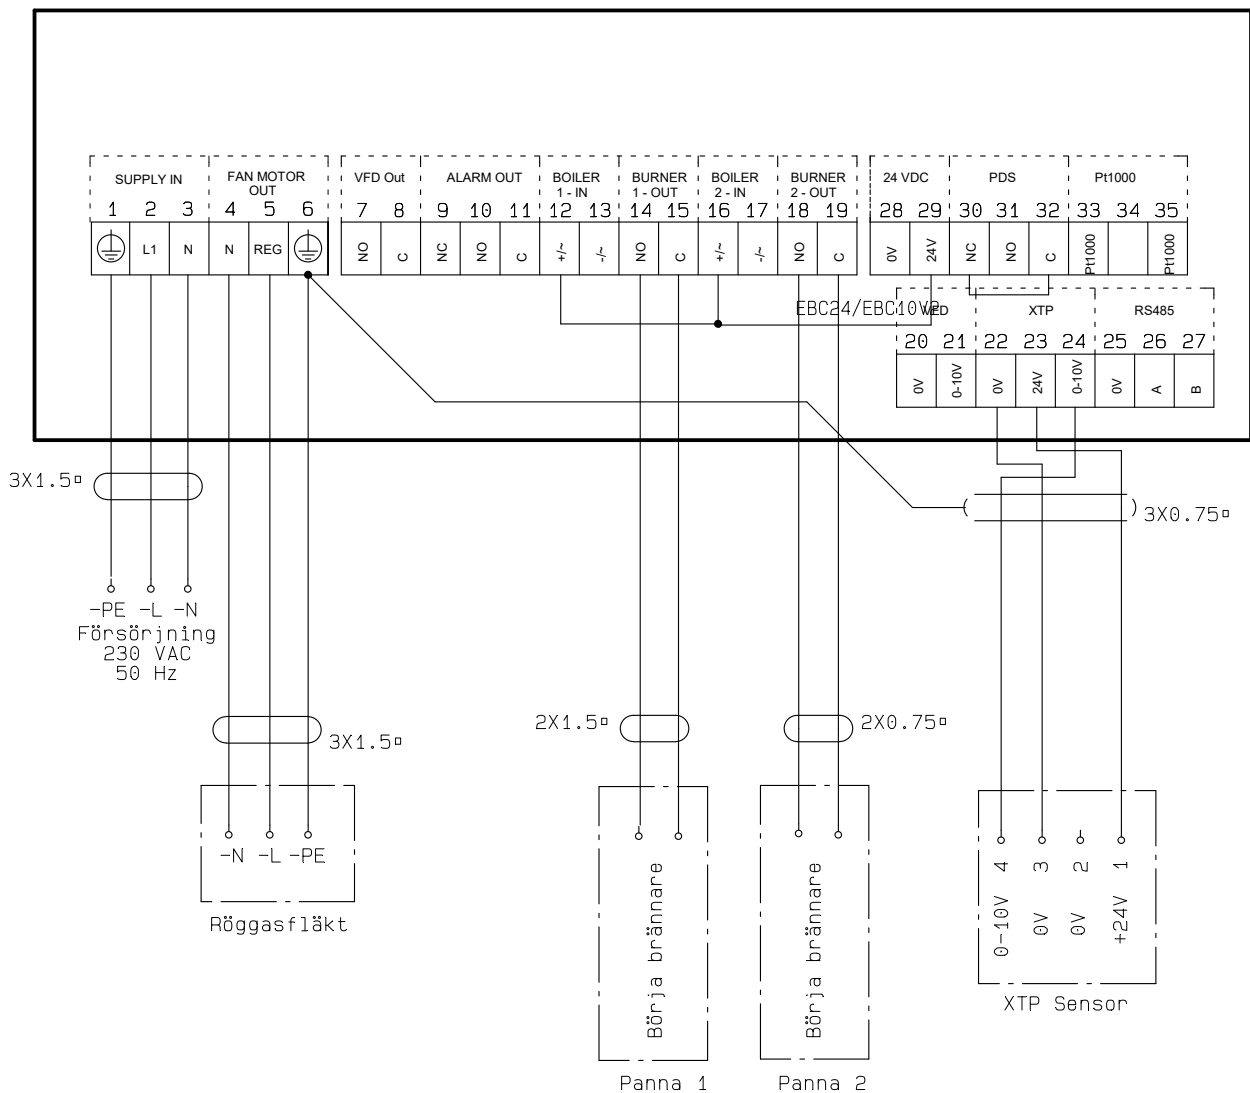 SUPPLY IN
FAN MOTOR
OUT
VFD Out
ALARM OUT
BOILER
1 - IN
BURNER
1 - OUT
BOILER
2 - IN
BURNER
2 - OUT
24 VDC
PDS
Pt1000
1 2 3 4 5 6 7 8 9 10 11 12 13 14 15 16 17 18 19 28 29 30 31 32 33 34 35
L1 N N REG NO C NC NO C +/~ -/~ NO C +/~ -/~ NO C 0V 24V NC NO C Pt1000 Pt1000
EBC24/EBC10V2
VFD
XTP
RS485
20 21 22 23 24 25 26 27
0V 0-10V 0V 24V 0-10V 0V A B
3X1.5▫
3X0.75▫
-PE -L -N
Försörjning
230 VAC
50 Hz
3X1.5▫
2X1.5▫
2X0.75▫
-N -L -PE
Röggasfläkt
Börja brännare
Panna 1
Börja brännare
Panna 2
4 3 2 1
0-10V 0V 0V +24V
XTP Sensor